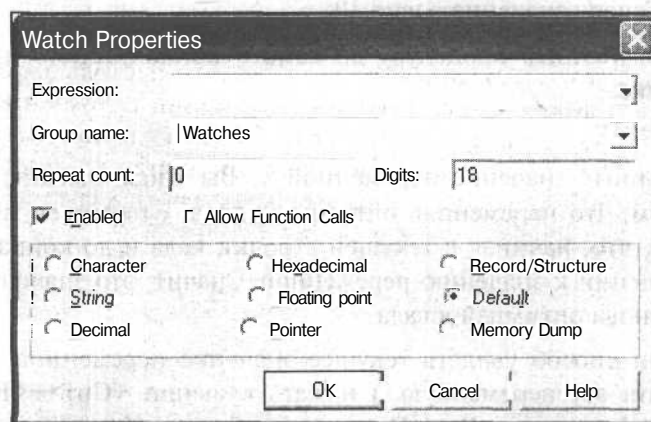 Watch Properties
Expression:
Group name: Watches
Repeat count: 0 Digits: 18
Enabled Allow Function Calls
Character Hexadecimal Record/Structure
String Floating point Default
Decimal Pointer Memory Dump
OK Cancel Help